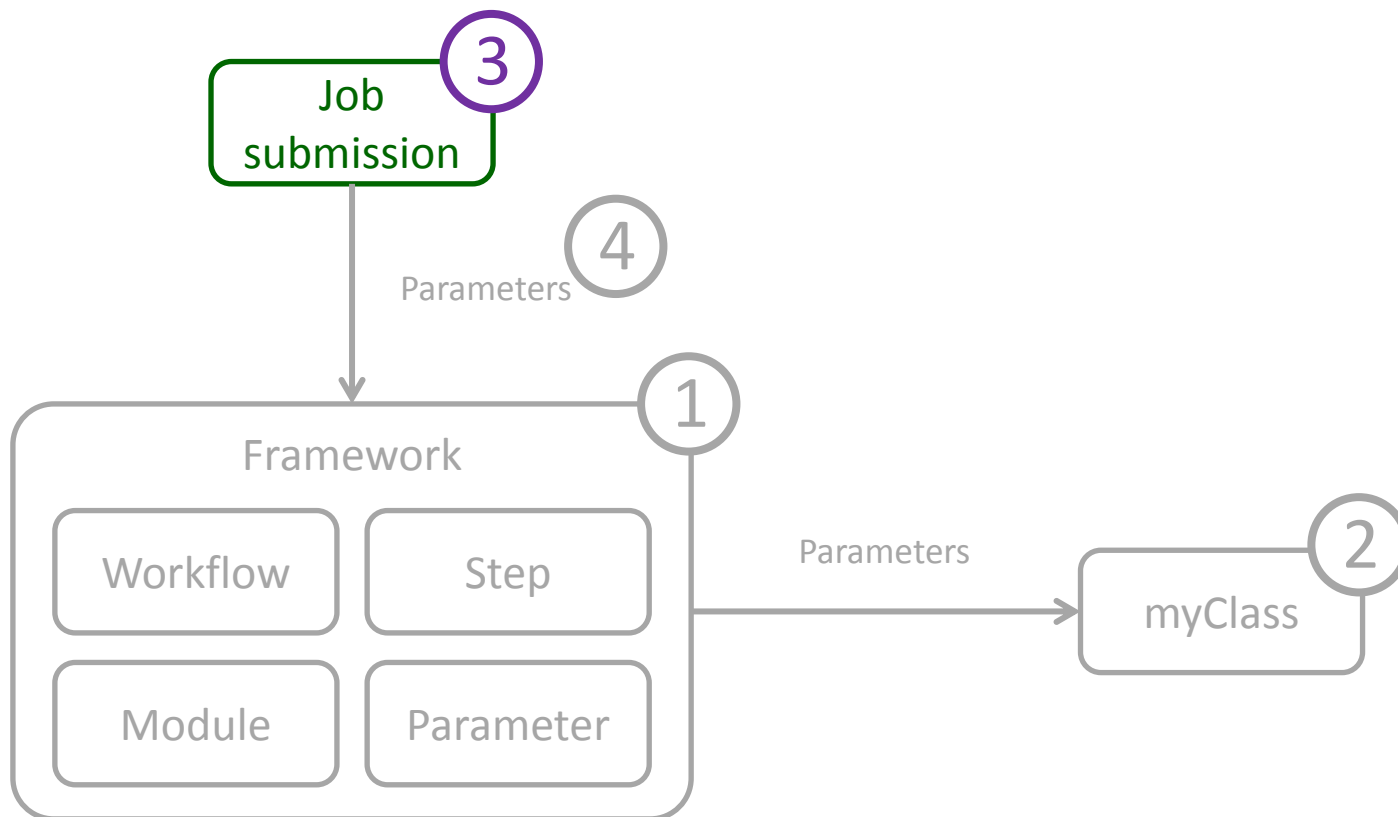 3
Job
submission
4
Parameters
1
Framework
Workflow
Step
Parameters
2
myClass
Module
Parameter